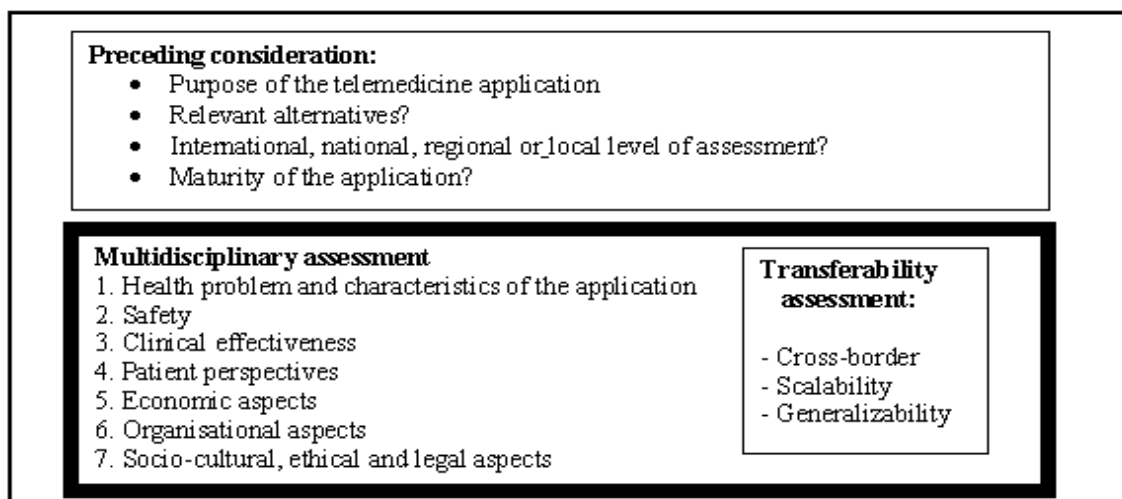 Preceding consideration:
• Purpose of the telemedicine application
• Relevant alternatives?
• International, national, regional or local level of assessment?
• Maturity of the application?
Multidisciplinary assessment
1. Health problem and characteristics of the application
2. Safety
3. Clinical effectiveness
4. Patient perspectives
5. Economic aspects
6. Organisational aspects
7. Socio-cultural, ethical and legal aspects
Transferability
assessment:
- Cross-border
- Scalability
- Generalizability